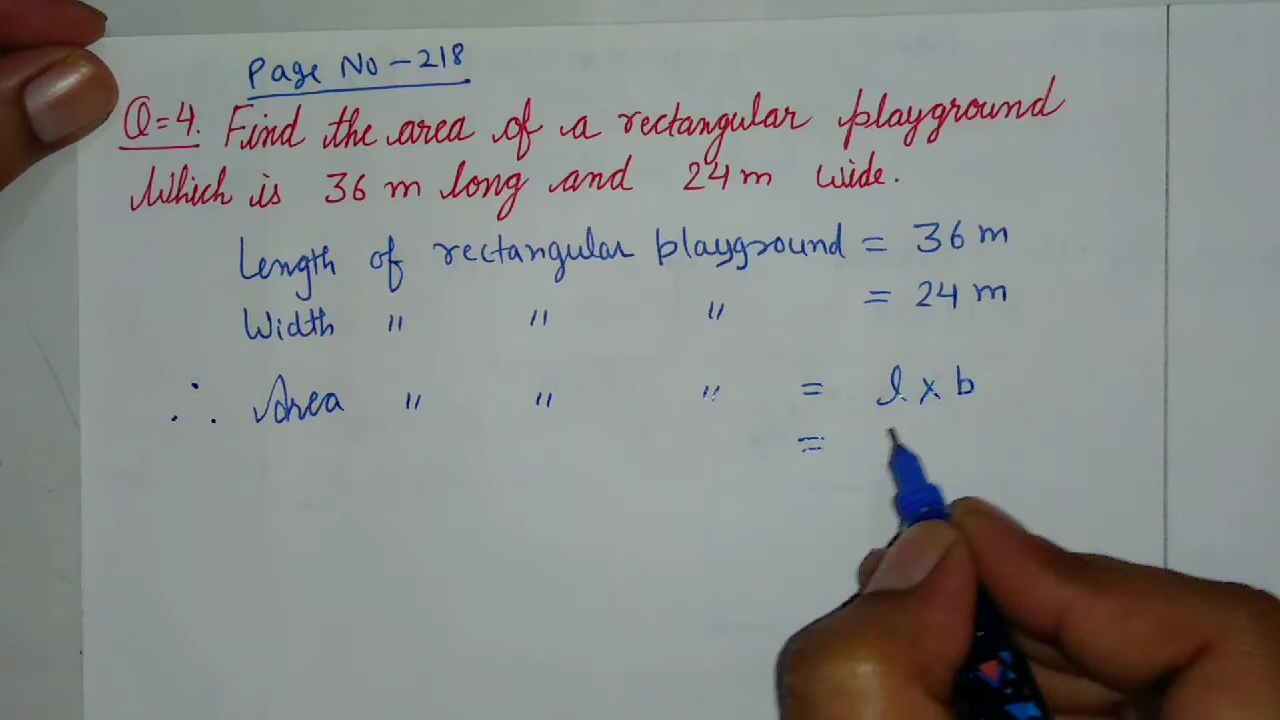 Page No - 218
Q=4. Find the area of a rectangular playground
Which is 36 m long and 24 m wide.
Length of rectangular playground = 36 m
Width " " " = 24 m
∴ Area " " " = l x b
=